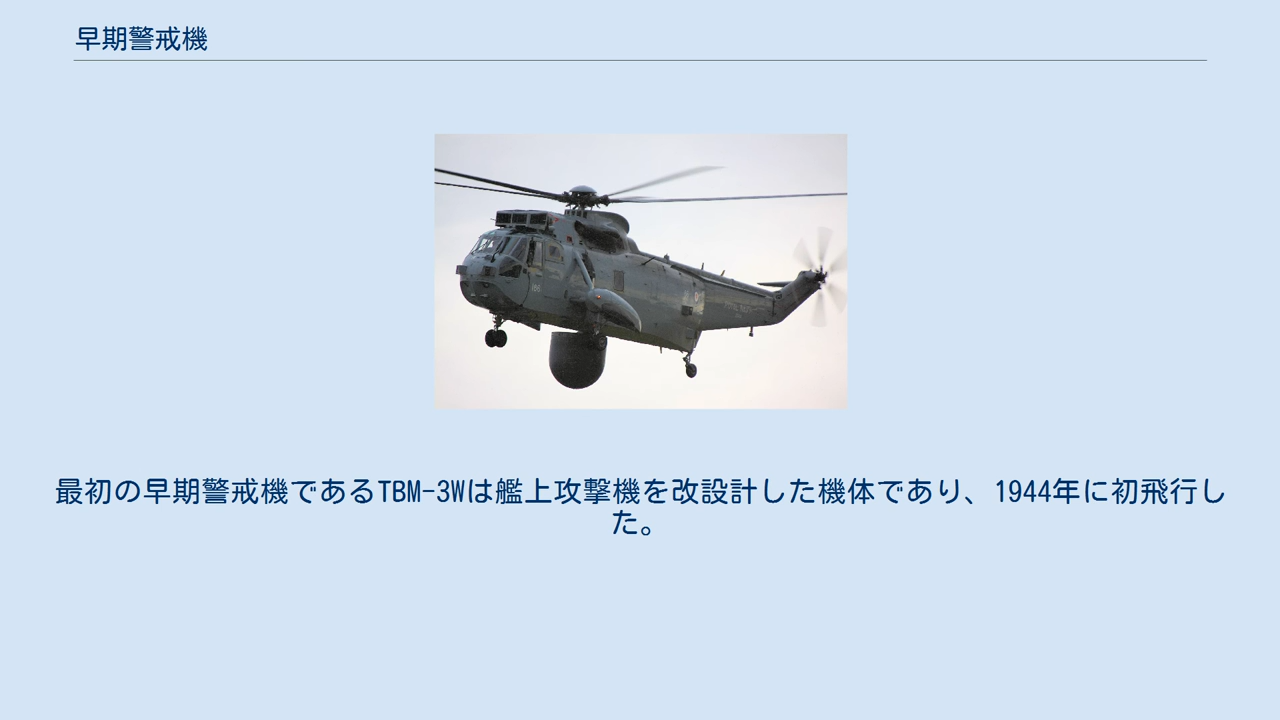 早期警戒機
186
最初の早期警戒機であるTBM-3Wは艦上攻撃機を改設計した機体であり、1944年に初飛行し
た。